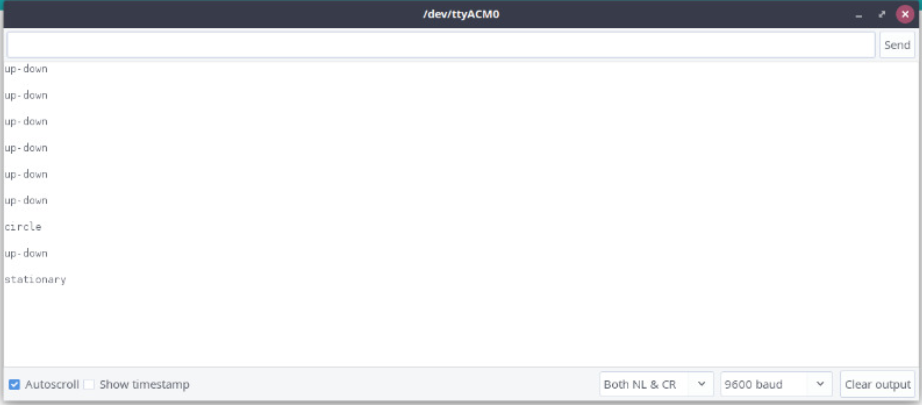 /dev/ttyACM0
Send
up-down
up-down
up-down
up-down
up-down
up-down
circle
up-down
stationary
Autoscroll Show timestamp Both NL & CR 9600 baud Clear output